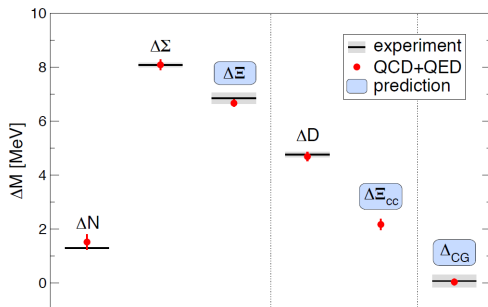 10
8
6
4
2
0
ΔM [MeV]
ΔN
ΔΣ
ΔΞ
ΔD
ΔΞcc
ΔCG
experiment
QCD+QED
prediction